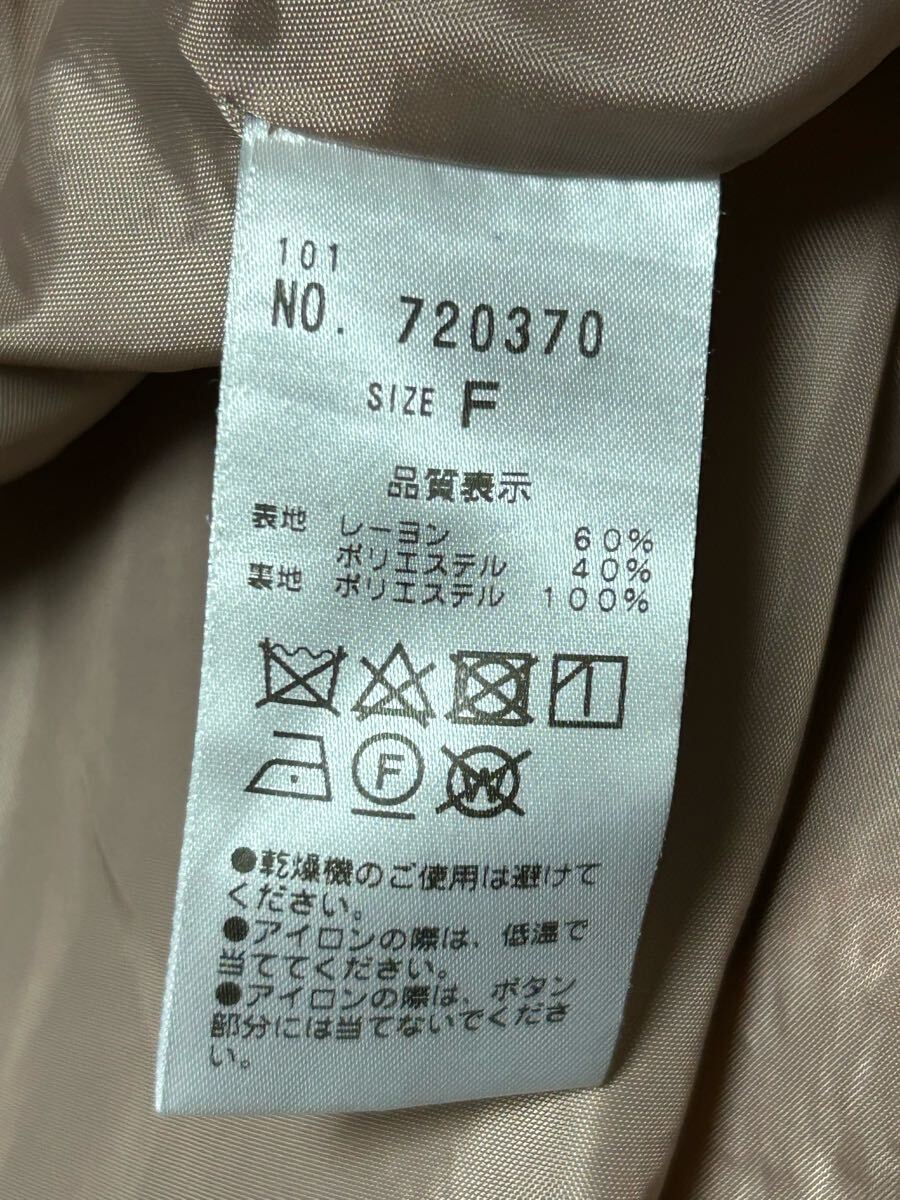 101
NO. 720370
SIZE F
品質表示
表地 レーヨン 60%
ポリエステル 40%
裏地 ポリエステル 100%
F
W
●乾燥機のご使用は避けて
ください。
●アイロンの際は、低温で
当ててください。
●アイロンの際は、ボタン
部分には当てないでくださ
い。